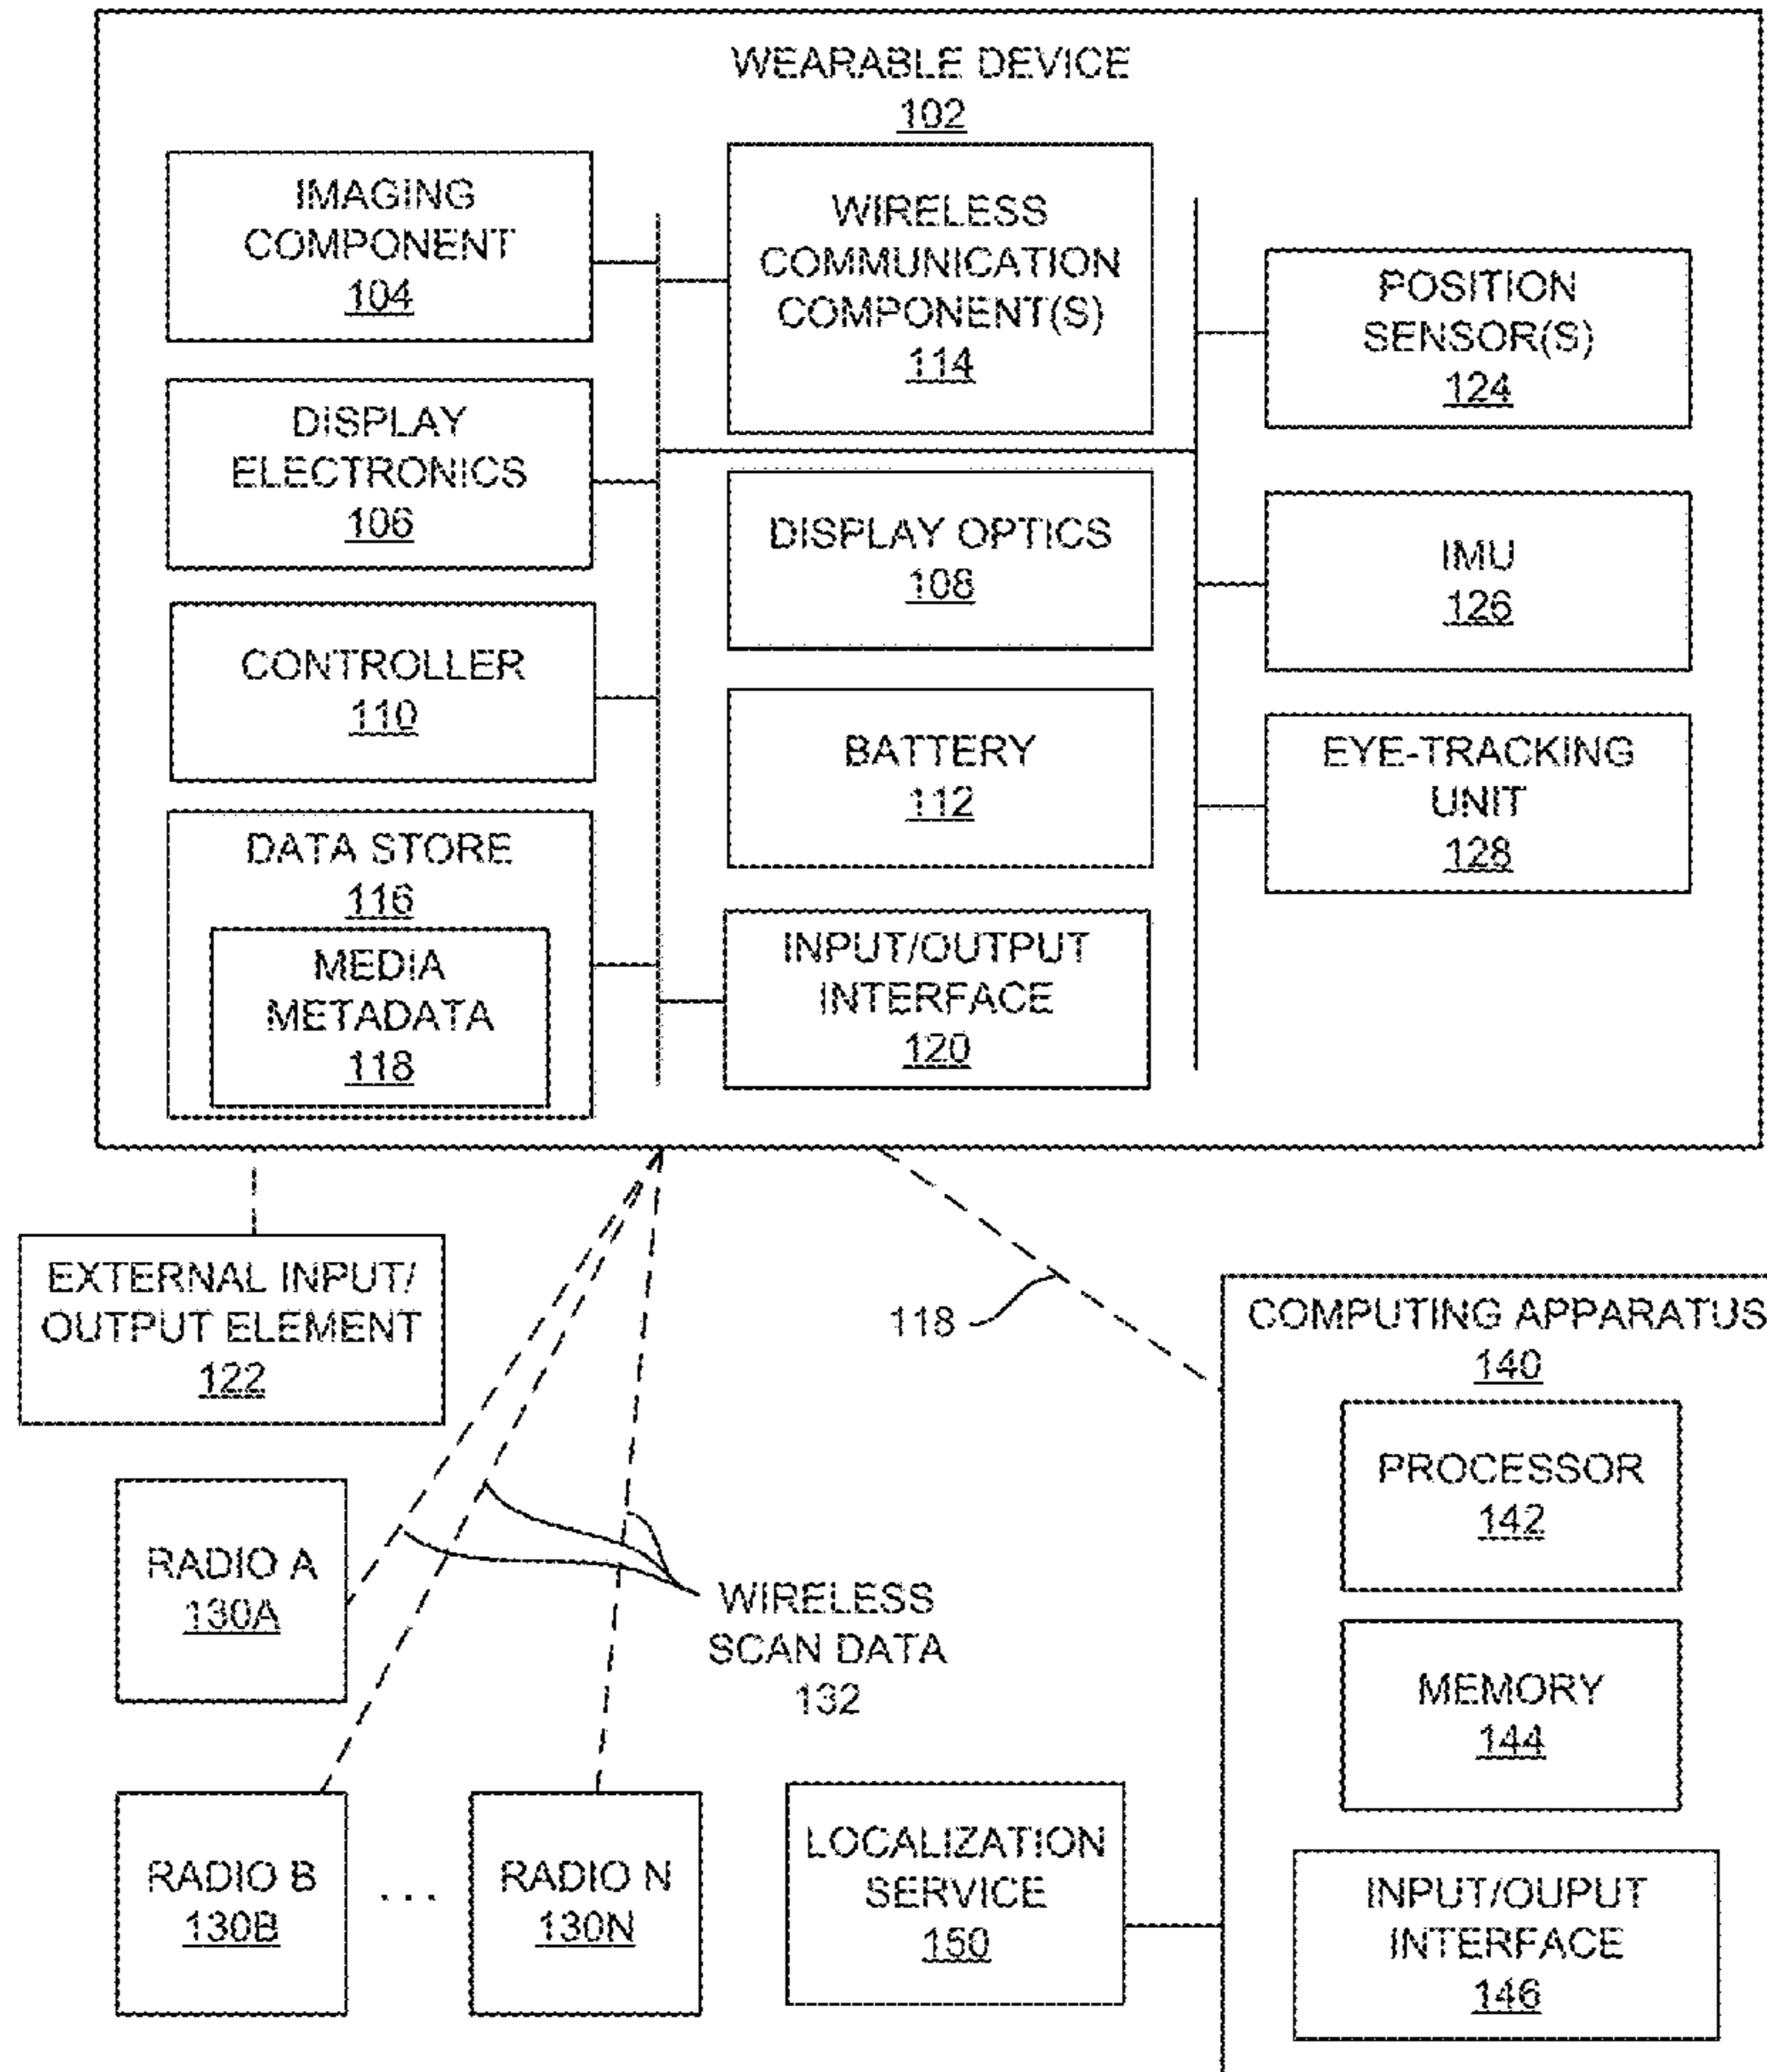 WEARABLE DEVICE
102
IMAGING
COMPONENT
104
WIRELESS
COMMUNICATION
COMPONENT(S)
114
POSITION
SENSOR(S)
124
DISPLAY
ELECTRONICS
106
DISPLAY OPTICS
108
IMU
126
CONTROLLER
110
BATTERY
112
EYE-TRACKING
UNIT
128
DATA STORE
116
MEDIA
METADATA
118
INPUT/OUTPUT
INTERFACE
120
EXTERNAL INPUT/
OUTPUT ELEMENT
122
118
COMPUTING APPARATUS
140
PROCESSOR
142
MEMORY
144
INPUT/OUPUT
INTERFACE
146
RADIO A
130A
WIRELESS
SCAN DATA
132
RADIO B
130B
. . .
RADIO N
130N
LOCALIZATION
SERVICE
150